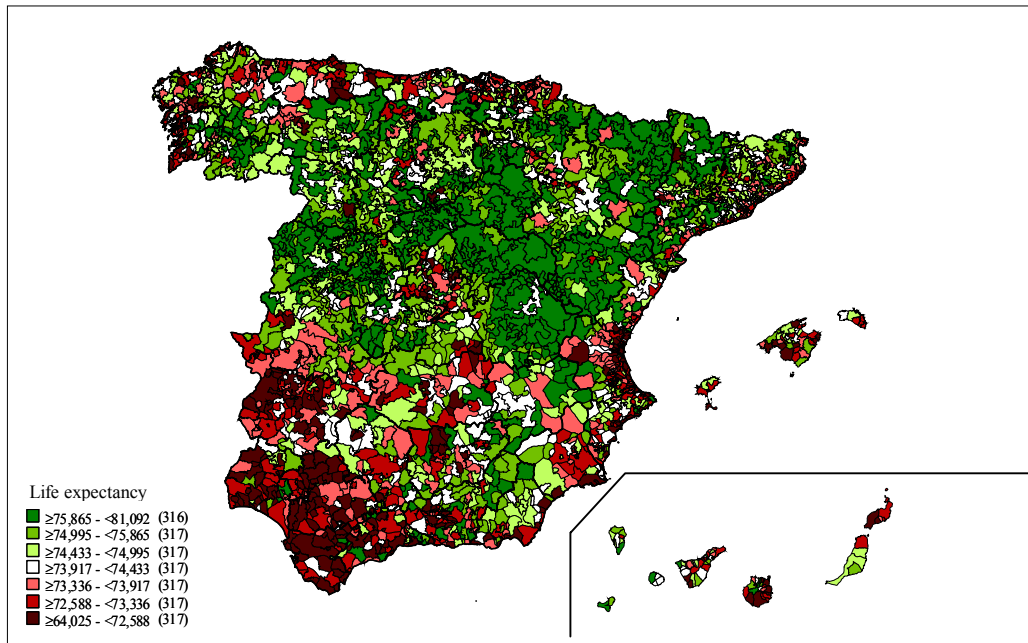 Life expectancy
≥75,865 - <81,092 (316)
≥74,995 - <75,865 (317)
≥74,433 - <74,995 (317)
≥73,917 - <74,433 (317)
≥73,336 - <73,917 (317)
≥72,588 - <73,336 (317)
≥64,025 - <72,588 (317)